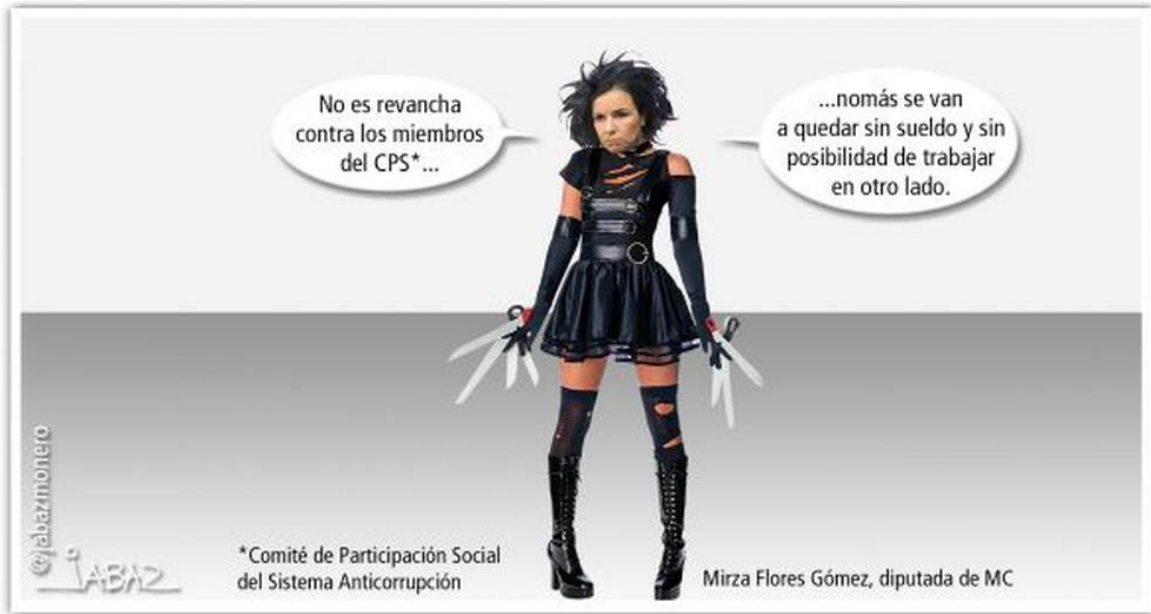 No es revancha
contra los miembros
del CPS*...
...nomás se van
a quedar sin sueldo y sin
posibilidad de trabajar
en otro lado.
@jabazmonero
JABAZ
*Comité de Participación Social
del Sistema Anticorrupción
Mirza Flores Gómez, diputada de MC